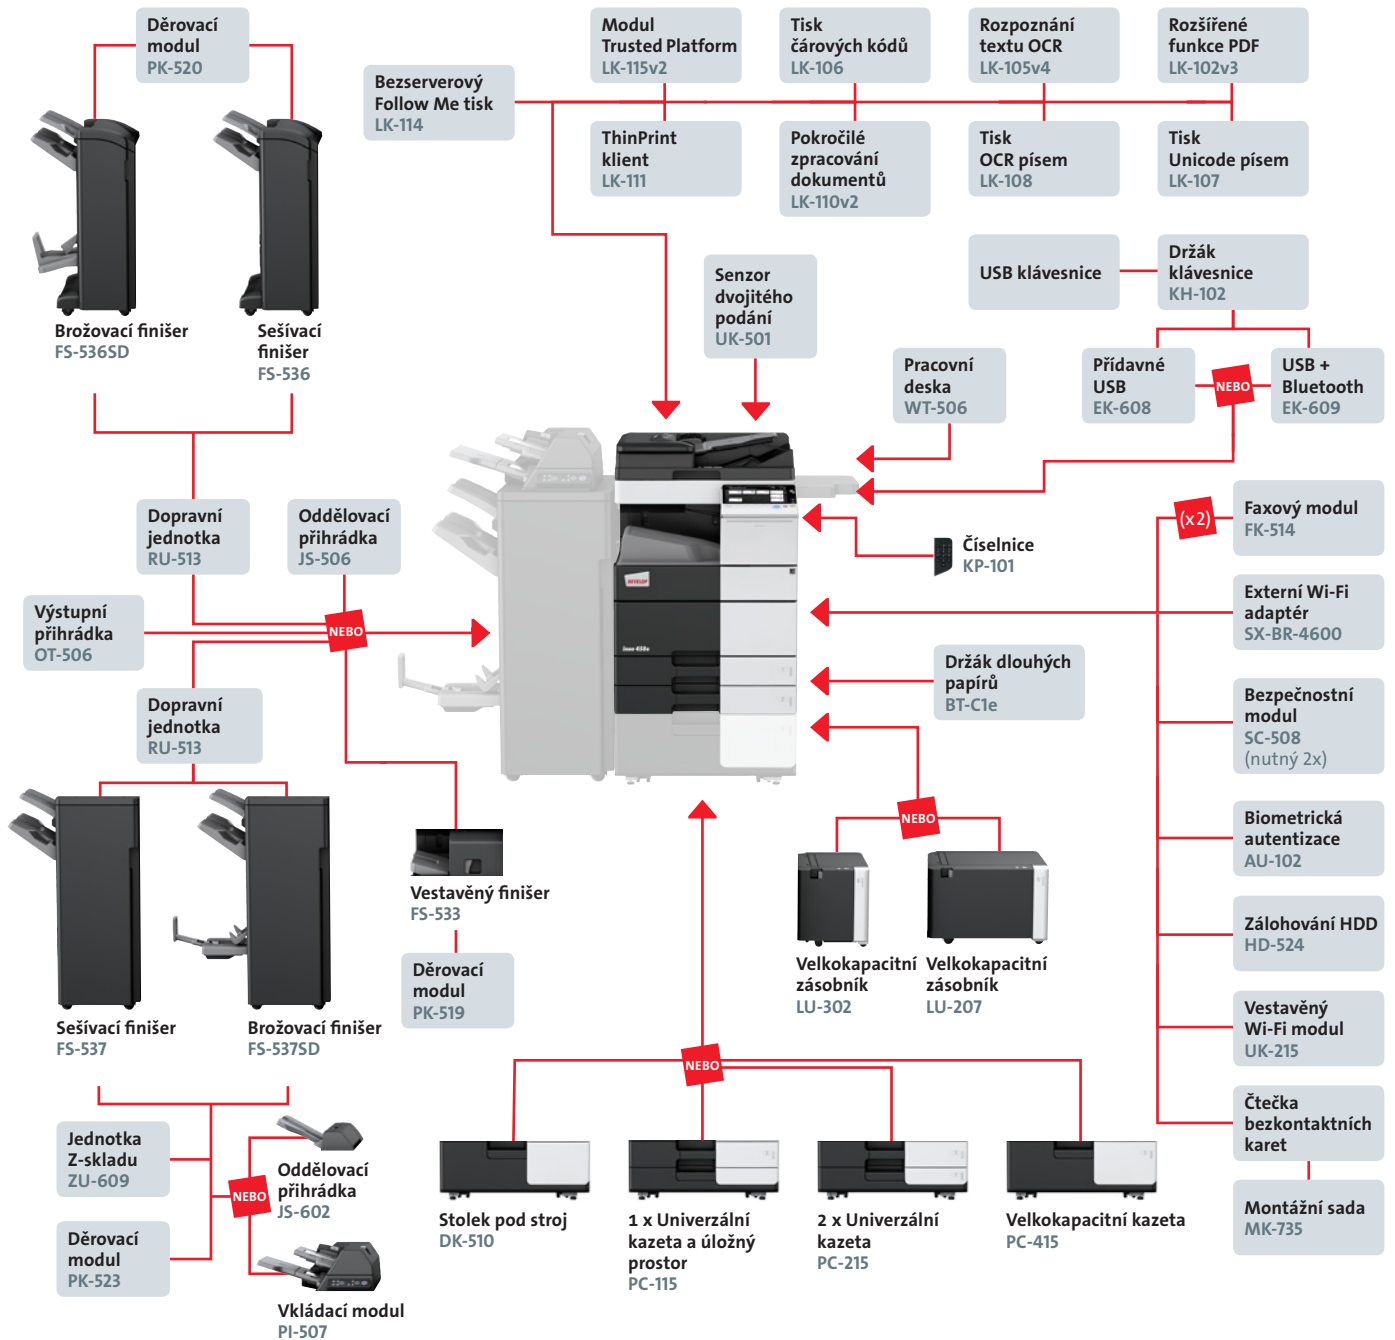 Děrovací
modul
PK-520
Modul
Trusted Platform
LK-115v2
Tisk
čárových kódů
LK-106
Rozpoznání
textu OCR
LK-105v4
Rozšířené
funkce PDF
LK-102v3
Bezserverový
Follow Me tisk
LK-114
ThinPrint
klient
LK-111
Pokročilé
zpracování
dokumentů
LK-110v2
Tisk
OCR písem
LK-108
Tisk
Unicode písem
LK-107
USB klávesnice
Držák
klávesnice
KH-102
Senzor
dvojitého
podání
UK-501
Brožovací finišer
FS-536SD
Sešívací
finišer
FS-536
Pracovní
deska
WT-506
Přídavné
USB
EK-608
NEBO
USB +
Bluetooth
EK-609
Dopravní
jednotka
RU-513
Oddělovací
přihrádka
JS-506
(x2)
Faxový modul
FK-514
Číselnice
KP-101
DEVELOP
Výstupní
přihrádka
OT-506
NEBO
Externí Wi-Fi
adaptér
SX-BR-4600
ineo 458e
Držák dlouhých
papírů
BT-C1e
Dopravní
jednotka
RU-513
Bezpečnostní
modul
SC-508
(nutný 2x)
NEBO
Biometrická
autentizace
AU-102
Vestavěný finišer
FS-533
Zálohování HDD
HD-524
Děrovací
modul
PK-519
Velkokapacitní
zásobník
LU-302
Velkokapacitní
zásobník
LU-207
Sešívací finišer
FS-537
Brožovací finišer
FS-537SD
Vestavěný
Wi-Fi modul
UK-215
NEBO
Čtečka
bezkontaktních
karet
Jednotka
Z-skladu
ZU-609
NEBO
Oddělovací
přihrádka
JS-602
Montážní sada
MK-735
Děrovací
modul
PK-523
Stolek pod stroj
DK-510
1 x Univerzální
kazeta a úložný
prostor
PC-115
2 x Univerzální
kazeta
PC-215
Velkokapacitní kazeta
PC-415
Vkládací modul
PI-507